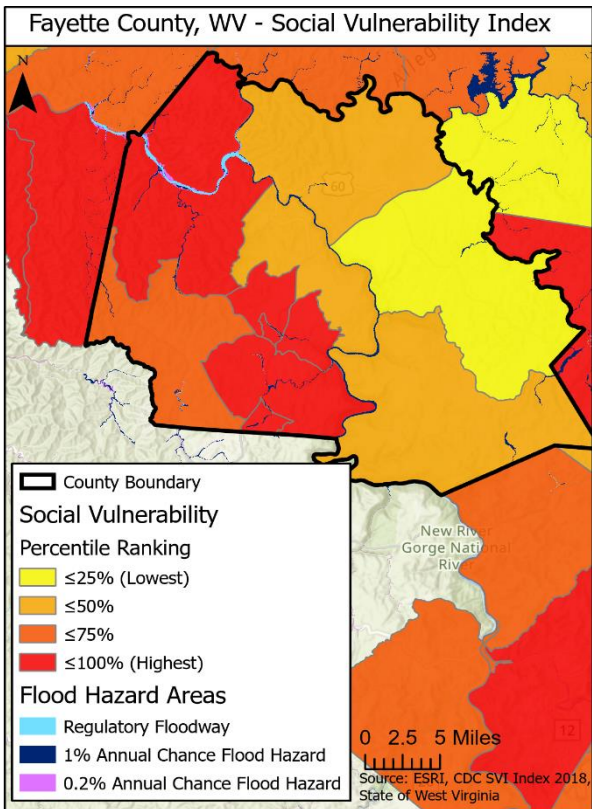 Fayette County, WV - Social Vulnerability Index
N
Alleg
60
New River
Gorge National
River
12
County Boundary
Social Vulnerability
Percentile Ranking
≤25% (Lowest)
≤50%
≤75%
≤100% (Highest)
Flood Hazard Areas
Regulatory Floodway
1% Annual Chance Flood Hazard
0.2% Annual Chance Flood Hazard
0 2.5 5 Miles
Source: ESRI, CDC SVI Index 2018,
State of West Virginia